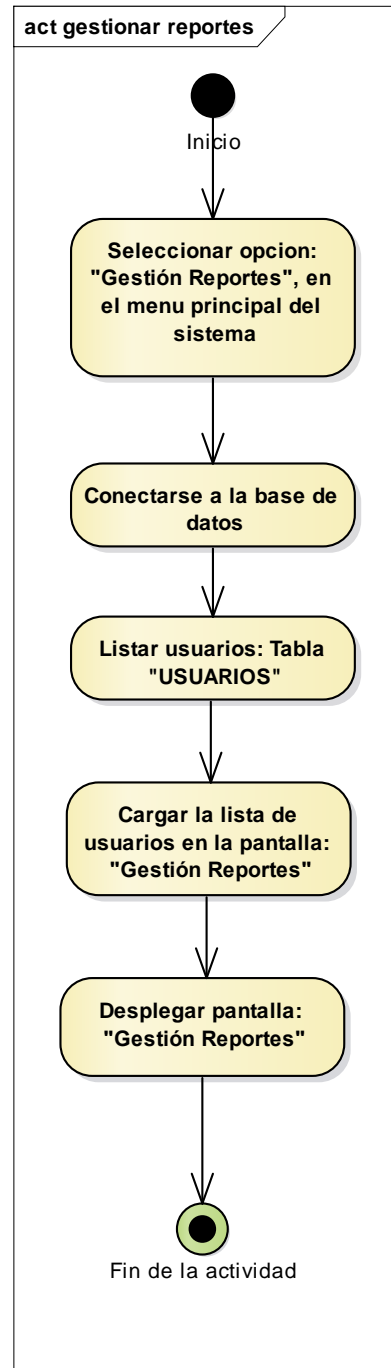 act gestionar reportes
Inicio
Seleccionar opcion:
"Gestión Reportes", en
el menu principal del
sistema
Conectarse a la base de
datos
Listar usuarios: Tabla
"USUARIOS"
Cargar la lista de
usuarios en la pantalla:
"Gestión Reportes"
Desplegar pantalla:
"Gestión Reportes"
Fin de la actividad